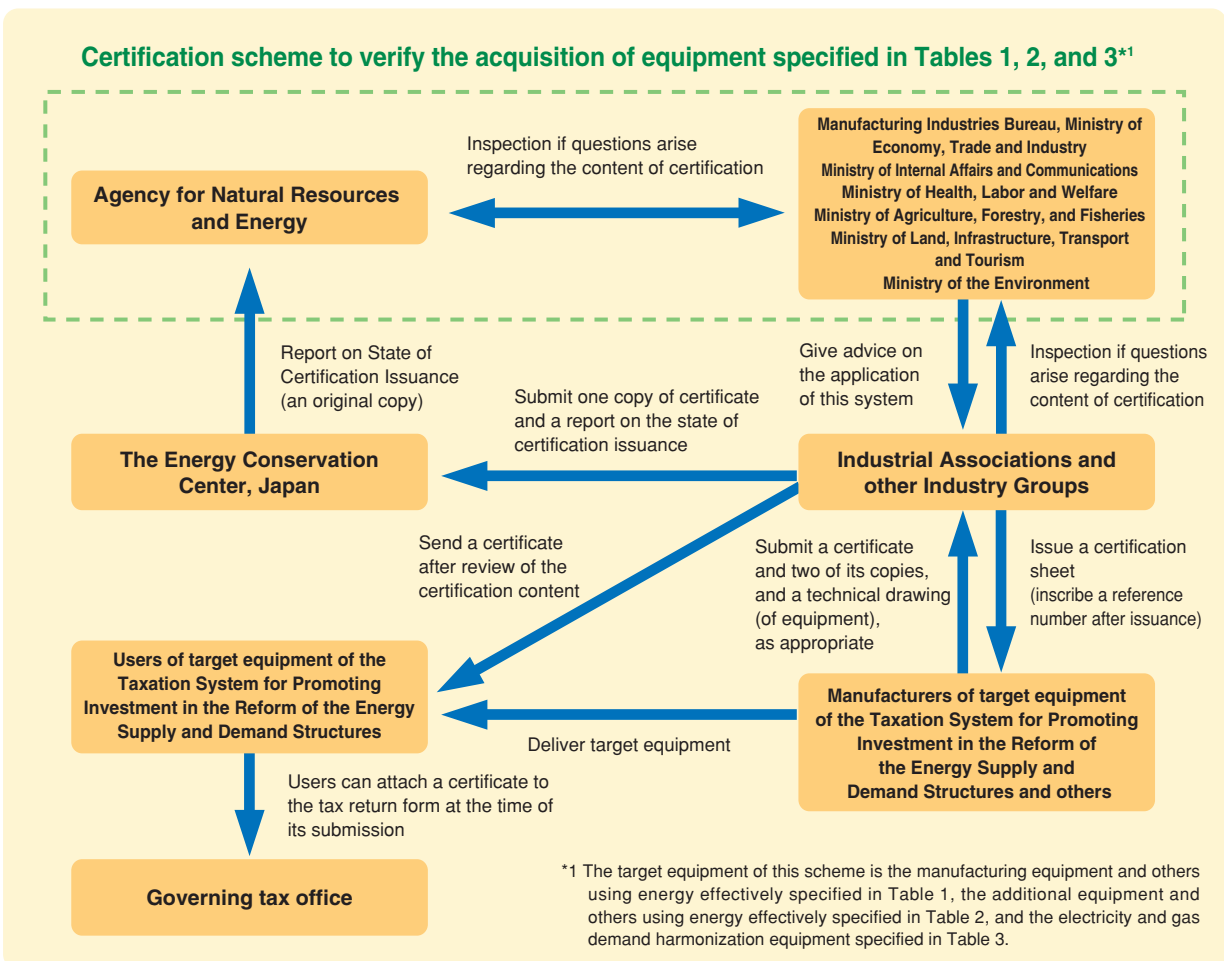 Certification scheme to verify the acquisition of equipment specified in Tables 1, 2, and 3*1
Agency for Natural Resources
and Energy
Inspection if questions arise
regarding the content of certification
Manufacturing Industries Bureau, Ministry of
Economy, Trade and Industry
Ministry of Internal Affairs and Communications
Ministry of Health, Labor and Welfare
Ministry of Agriculture, Forestry, and Fisheries
Ministry of Land, Infrastructure, Transport
and Tourism
Ministry of the Environment
Report on State of
Certification Issuance
(an original copy)
Submit one copy of certificate
and a report on the state of
certification issuance
Give advice on
the application
of this system
Inspection if questions
arise regarding the
content of certification
The Energy Conservation
Center, Japan
Industrial Associations and
other Industry Groups
Send a certificate
after review of the
certification content
Submit a certificate
and two of its copies,
and a technical drawing
(of equipment),
as appropriate
Issue a certification
sheet
(inscribe a reference
number after issuance)
Users of target equipment of the
Taxation System for Promoting
Investment in the Reform of the Energy
Supply and Demand Structures
Deliver target equipment
Manufacturers of target equipment
of the Taxation System for Promoting
Investment in the Reform of
the Energy Supply and
Demand Structures and others
Users can attach a certificate to
the tax return form at the time of
its submission
Governing tax office
*1 The target equipment of this scheme is the manufacturing equipment and others
using energy effectively specified in Table 1, the additional equipment and
others using energy effectively specified in Table 2, and the electricity and gas
demand harmonization equipment specified in Table 3.